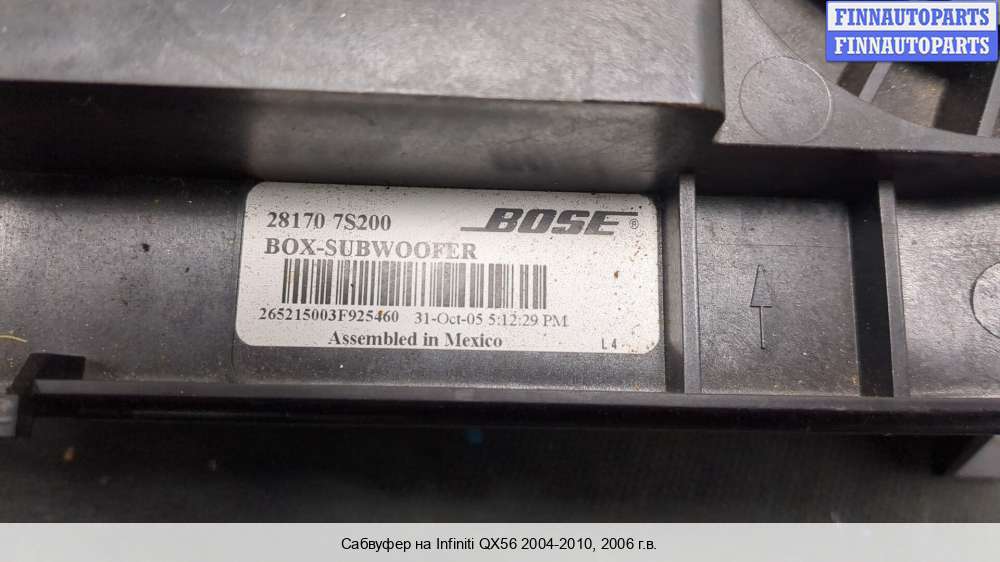 FINNAUTOPARTS
FINNAUTOPARTS
28170 7S200
BOSE ®
BOX-SUBWOOFER
265215003F925460 31-Oct-05 5:12:29 PM
Assembled in Mexico
L 4
Сабвуфер на Infiniti QX56 2004-2010, 2006 г.в.